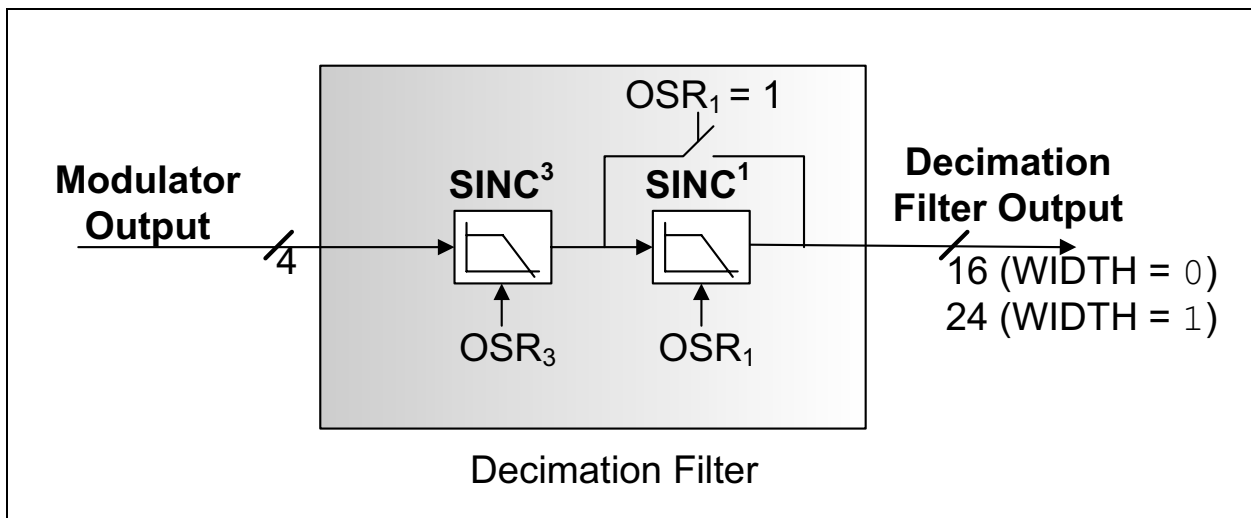 OSR₁ = 1
Modulator
Output
4
SINC³
SINC¹
Decimation
Filter Output
16 (WIDTH = 0)
24 (WIDTH = 1)
OSR₃
OSR₁
Decimation Filter